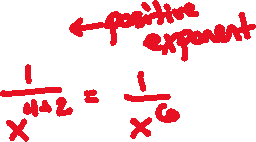 ← positive
exponent
1/x^(4+2) = 1/x^6